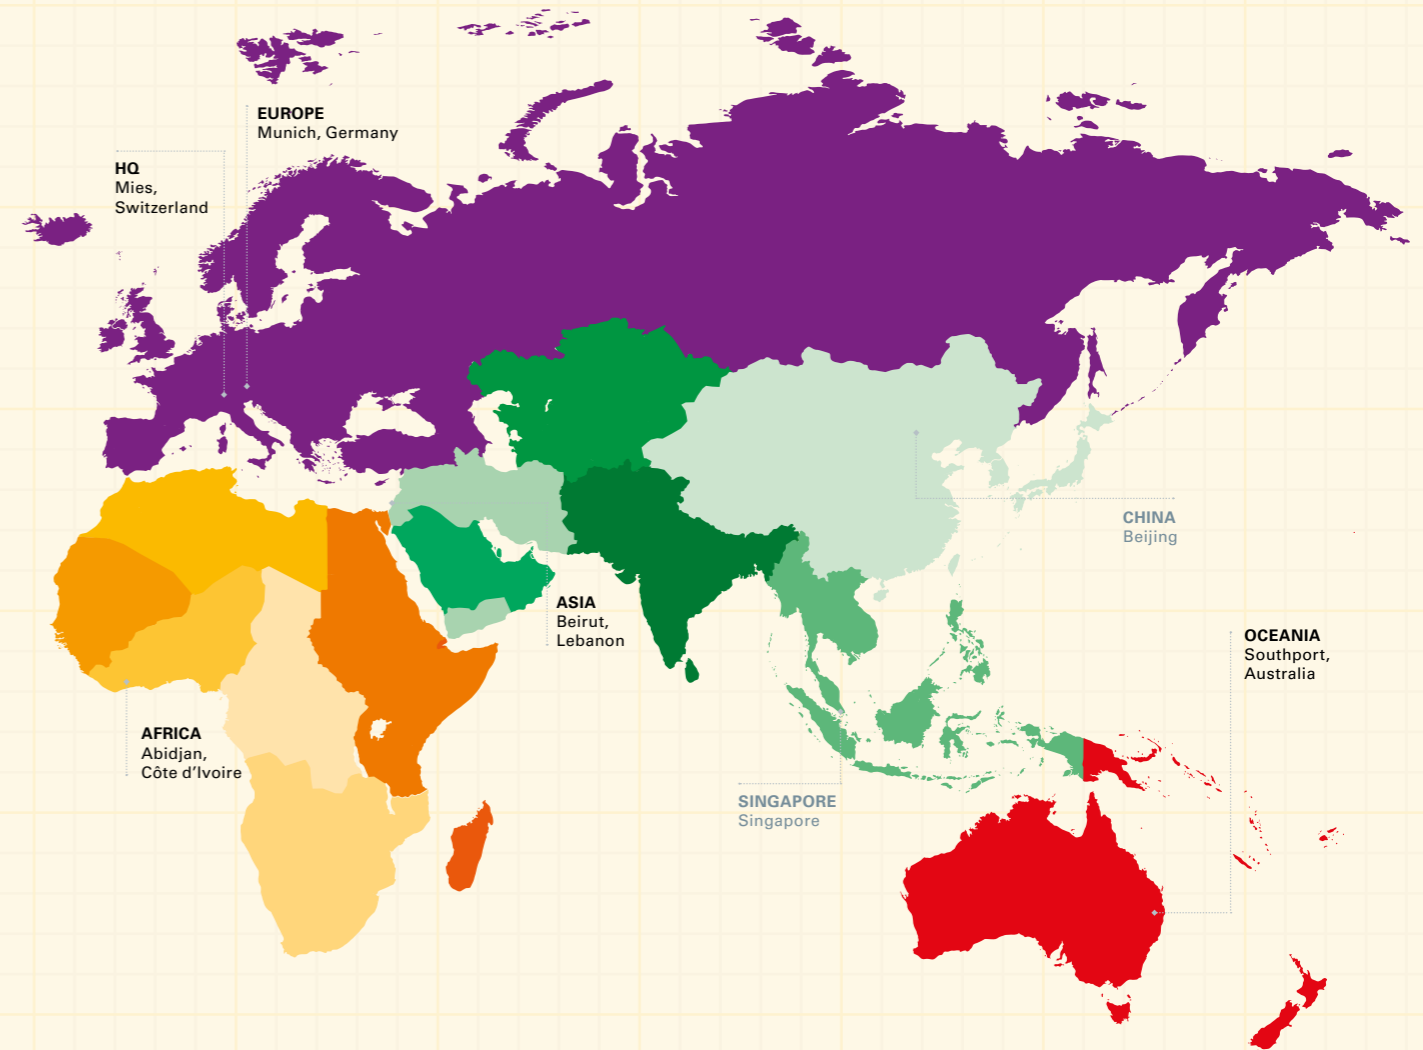 EUROPE
Munich, Germany
HQ
Mies,
Switzerland
CHINA
Beijing
ASIA
Beirut,
Lebanon
OCEANIA
Southport,
Australia
AFRICA
Abidjan,
Côte d'Ivoire
SINGAPORE
Singapore